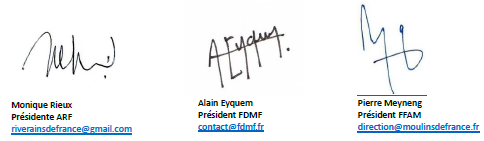 Monique Rieux
Présidente ARF
riverainsdefrance@gmail.com
A Eyquem.
Alain Eyquem
Président FDMF
contact@fdmf.fr
Pierre Meyneng
Président FFAM
direction@moulinsdefrance.fr